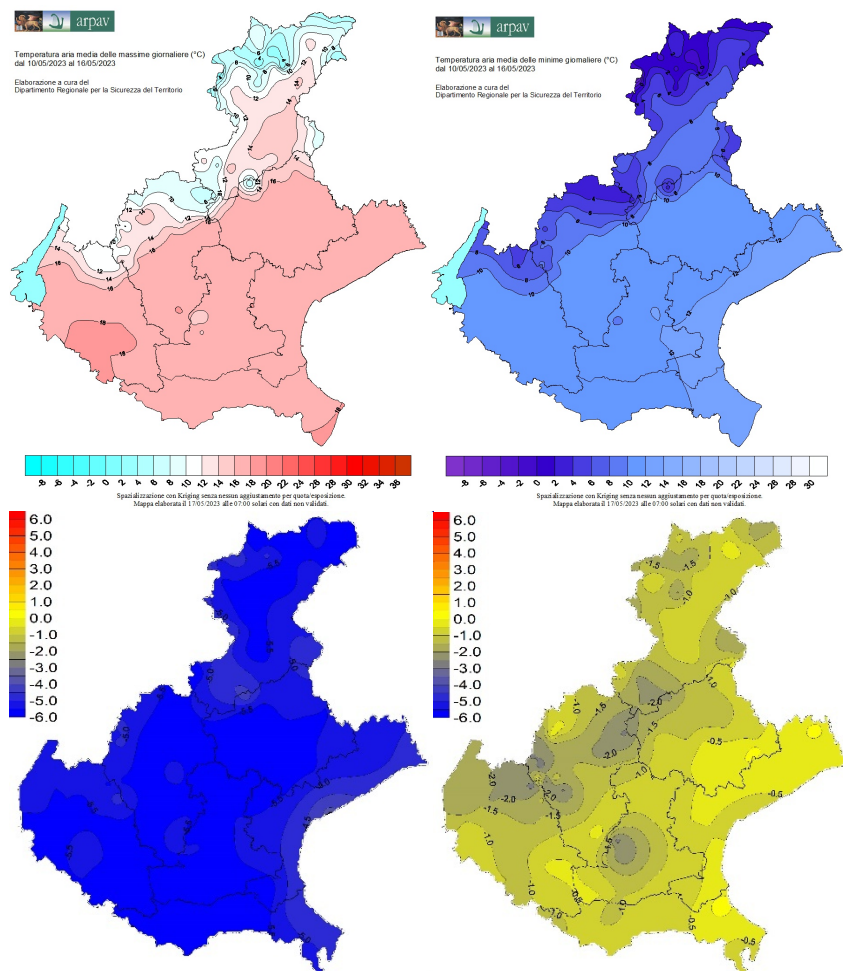 arpav
Temperatura aria media delle massime giornaliere (°C)
dal 10/05/2023 al 16/05/2023
Elaborazione a cura del
Dipartimento Regionale per la Sicurezza del Territorio
arpav
Temperatura aria media delle minime giornaliere (°C)
dal 10/05/2023 al 16/05/2023
Elaborazione a cura del
Dipartimento Regionale per la Sicurezza del Territorio
-8 -6 -4 -2 0 2 4 6 8 10 12 14 16 18 20 22 24 26 28 30 32 34 36
-8 -6 -4 -2 0 2 4 6 8 10 12 14 16 18 20 22 24 26 28 30
Spazializzazione con Kriging senza nessun aggiustamento per quota/esposizione.
Mappa elaborata il 17/05/2023 alle 07:00 solari con dati non validati.
Spazializzazione con Kriging senza nessun aggiustamento per quota/esposizione.
Mappa elaborata il 17/05/2023 alle 07:00 solari con dati non validati.
6.0
5.0
4.0
3.0
2.0
1.0
0.0
-1.0
-2.0
-3.0
-4.0
-5.0
-6.0
6.0
5.0
4.0
3.0
2.0
1.0
0.0
-1.0
-2.0
-3.0
-4.0
-5.0
-6.0